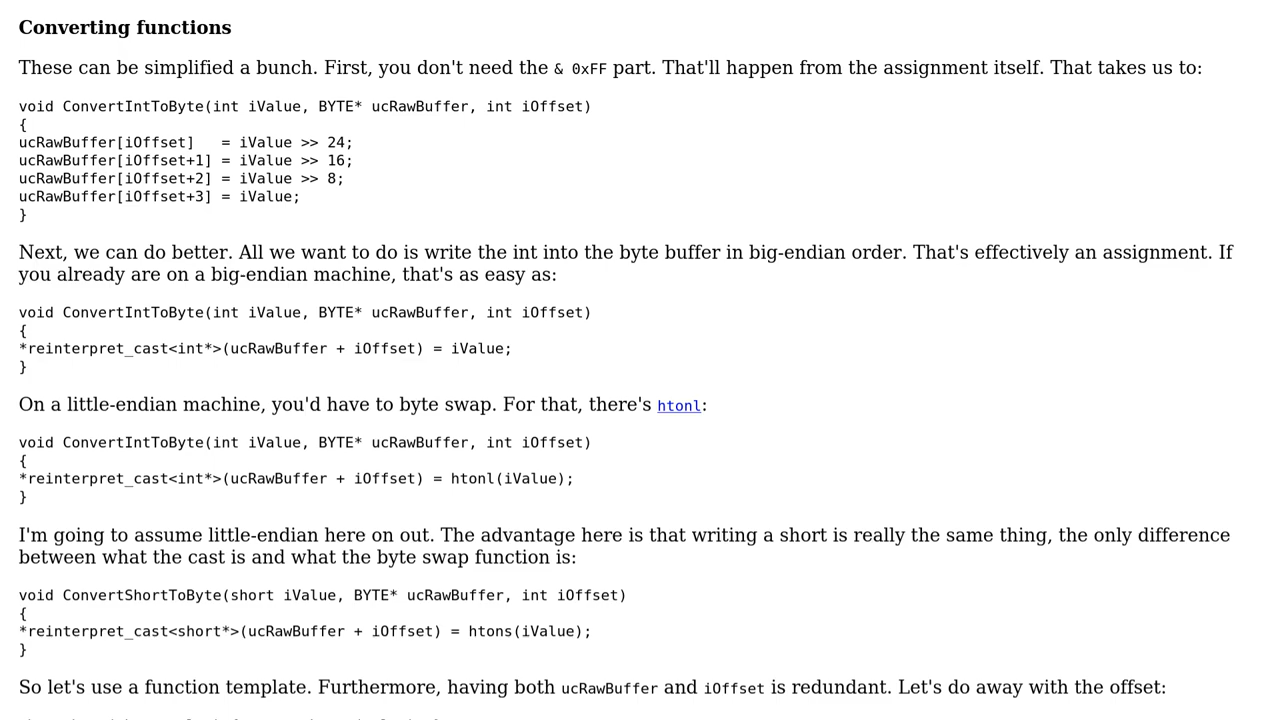 Converting functions
These can be simplified a bunch. First, you don't need the & 0xFF part. That'll happen from the assignment itself. That takes us to:
void ConvertIntToByte(int iValue, BYTE* ucRawBuffer, int iOffset)
{
ucRawBuffer[iOffset]   = iValue >> 24;
ucRawBuffer[iOffset+1] = iValue >> 16;
ucRawBuffer[iOffset+2] = iValue >> 8;
ucRawBuffer[iOffset+3] = iValue;
}
Next, we can do better. All we want to do is write the int into the byte buffer in big-endian order. That's effectively an assignment. If
you already are on a big-endian machine, that's as easy as:
void ConvertIntToByte(int iValue, BYTE* ucRawBuffer, int iOffset)
{
*reinterpret_cast<int*>(ucRawBuffer + iOffset) = iValue;
}
On a little-endian machine, you'd have to byte swap. For that, there's htonl:
void ConvertIntToByte(int iValue, BYTE* ucRawBuffer, int iOffset)
{
*reinterpret_cast<int*>(ucRawBuffer + iOffset) = htonl(iValue);
}
I'm going to assume little-endian here on out. The advantage here is that writing a short is really the same thing, the only difference
between what the cast is and what the byte swap function is:
void ConvertShortToByte(short iValue, BYTE* ucRawBuffer, int iOffset)
{
*reinterpret_cast<short*>(ucRawBuffer + iOffset) = htons(iValue);
}
So let's use a function template. Furthermore, having both ucRawBuffer and iOffset is redundant. Let's do away with the offset: